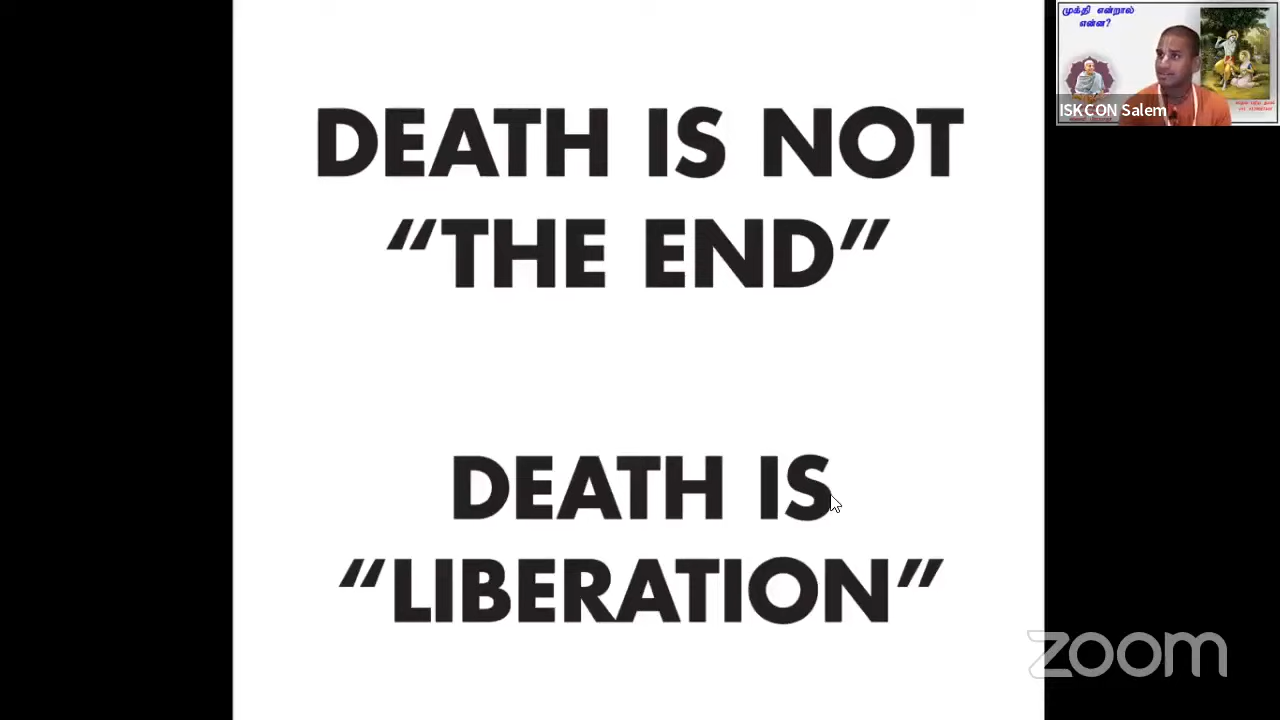 DEATH IS NOT
“THE END”
DEATH IS
“LIBERATION”
முக்தி என்றால்
என்ன?
ISKCON Salem
zoom